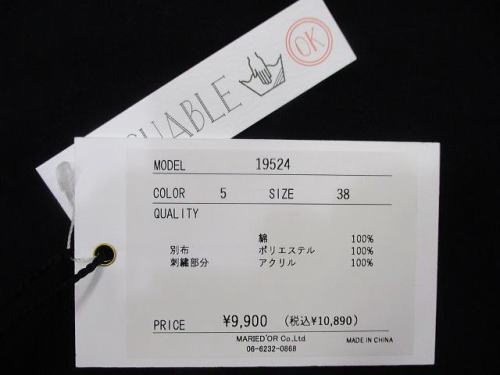 OK
UABLE
MODEL 19524
COLOR 5 SIZE 38
QUALITY
綿 100%
別布 ポリエステル 100%
刺繍部分 アクリル 100%
PRICE ¥9,900 (税込¥10,890)
MARIED'OR Co.,Ltd.
06-6232-0868
MADE IN CHINA